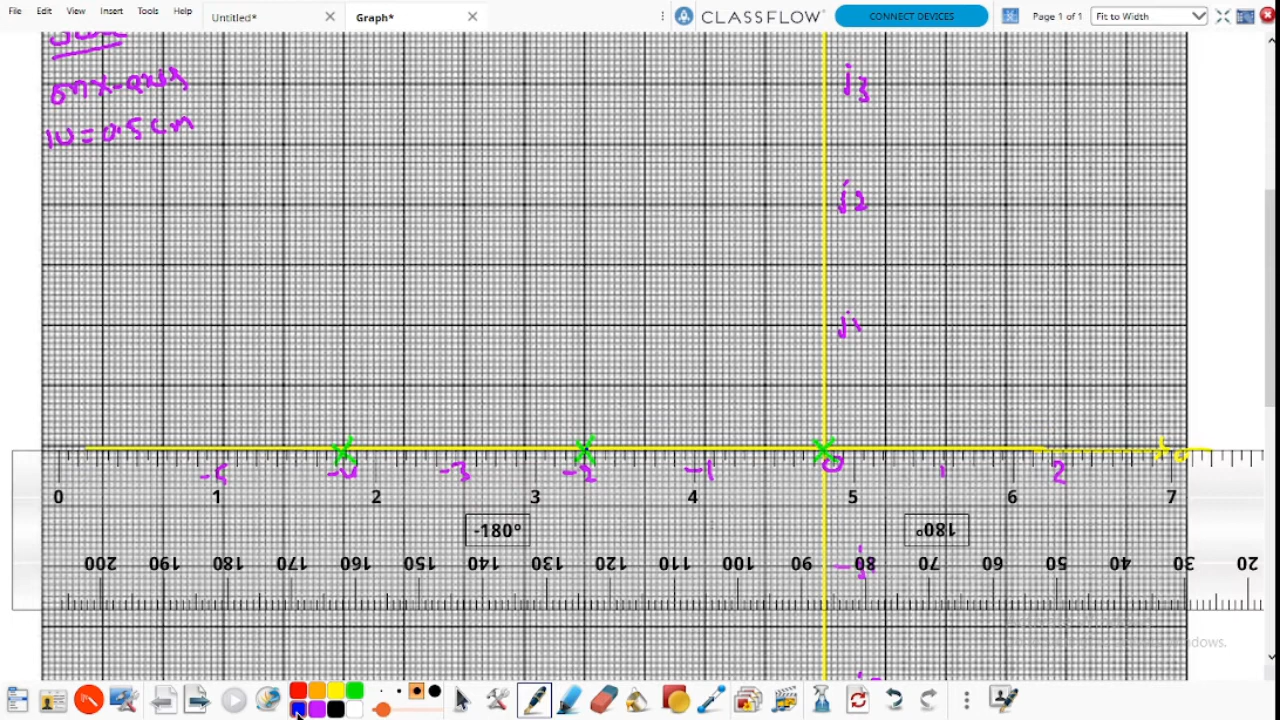 File Edit View Insert Tools Help Untitled* Graph* CLASSFLOW CONNECT DEVICES Page 1 of 1 Fit to Width
on x-axis
1U=0.5cm
j3
j2
j1
-5 -4 -3 -2 -1 0 1 2
0 1 2 3 4 5 6 7
-180° 180°
200 190 180 170 160 150 140 130 120 110 100 90 80 70 60 50 40 30 20